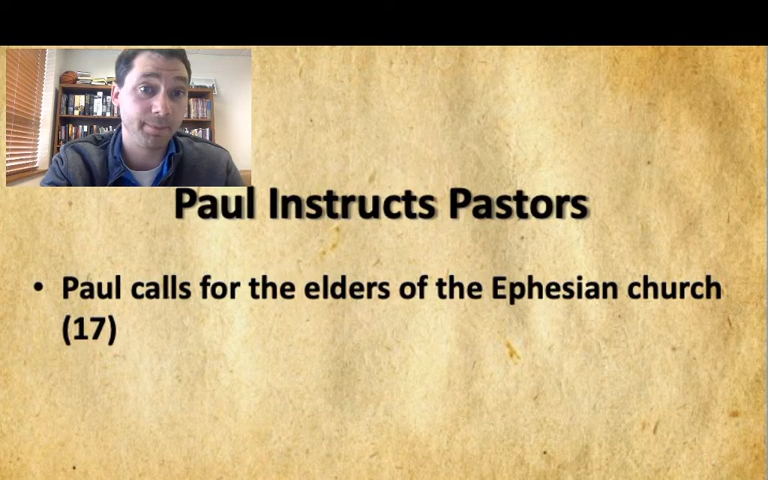 Paul Instructs Pastors
• Paul calls for the elders of the Ephesian church
(17)